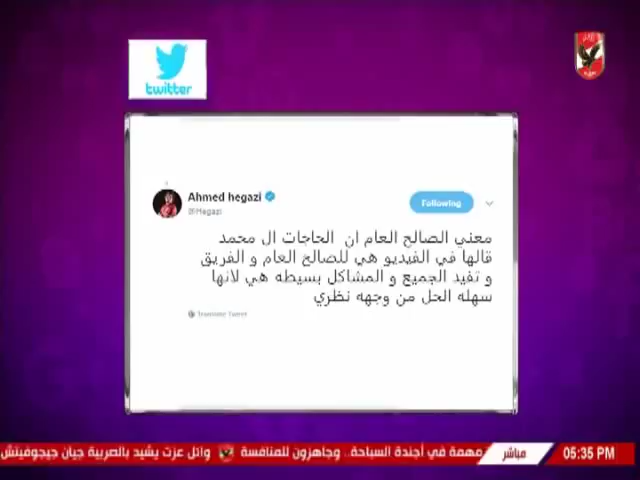 twitter
الاهلي
Ahmed hegazi
@Hegazi
Following
معني الصالح العام ان الحاجات ال محمد
قالها في الفيديو هي للصالح العام و الفريق
و تفيد الجميع و المشاكل بسيطه هي لانها
سهله الحل من وجهه نظري
Translate Tweet
مهمة في أجندة السباحة.. وجاهزون للمنافسة وائل عزت يشيد بالصربية جيان جيجوفيتش
مباشر
05:35 PM